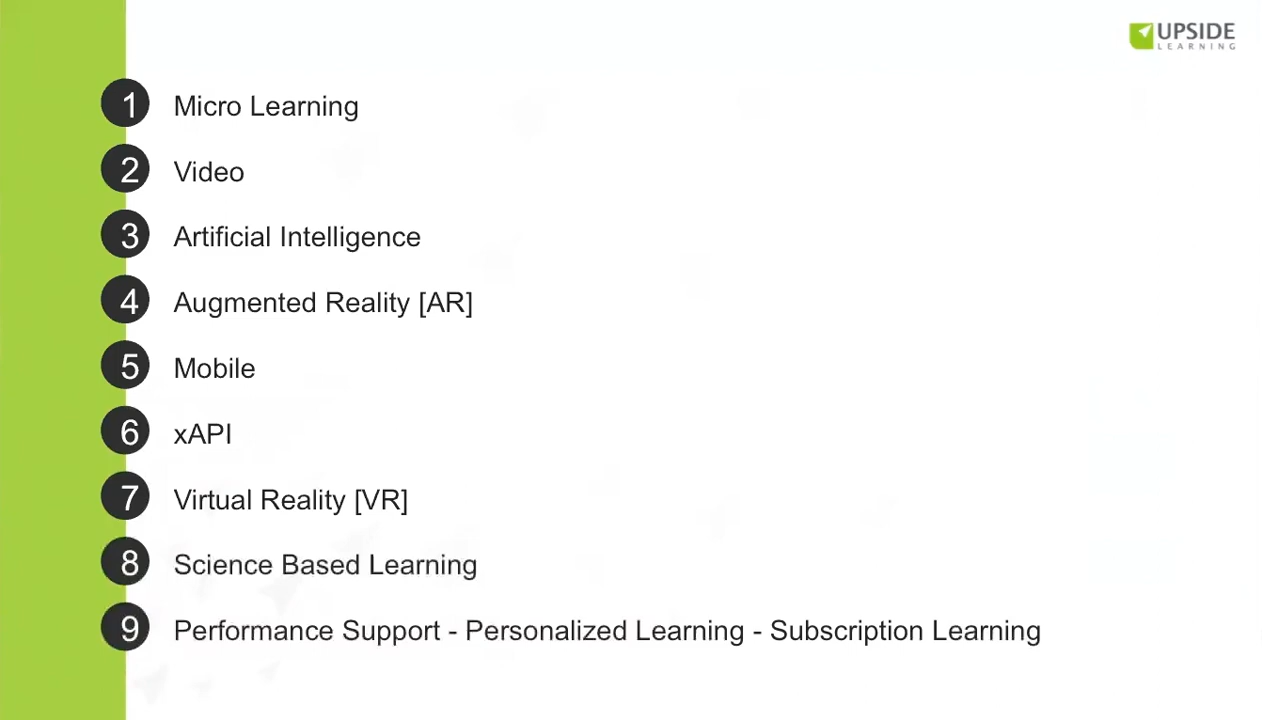 UPSIDE
LEARNING
1 Micro Learning
2 Video
3 Artificial Intelligence
4 Augmented Reality [AR]
5 Mobile
6 xAPI
7 Virtual Reality [VR]
8 Science Based Learning
9 Performance Support - Personalized Learning - Subscription Learning